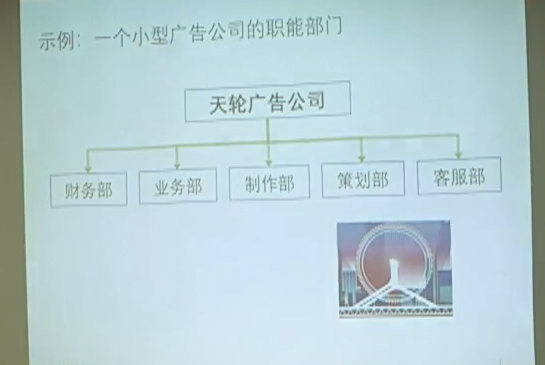 示例：一个小型广告公司的职能部门
天轮广告公司
财务部 业务部 制作部 策划部 客服部